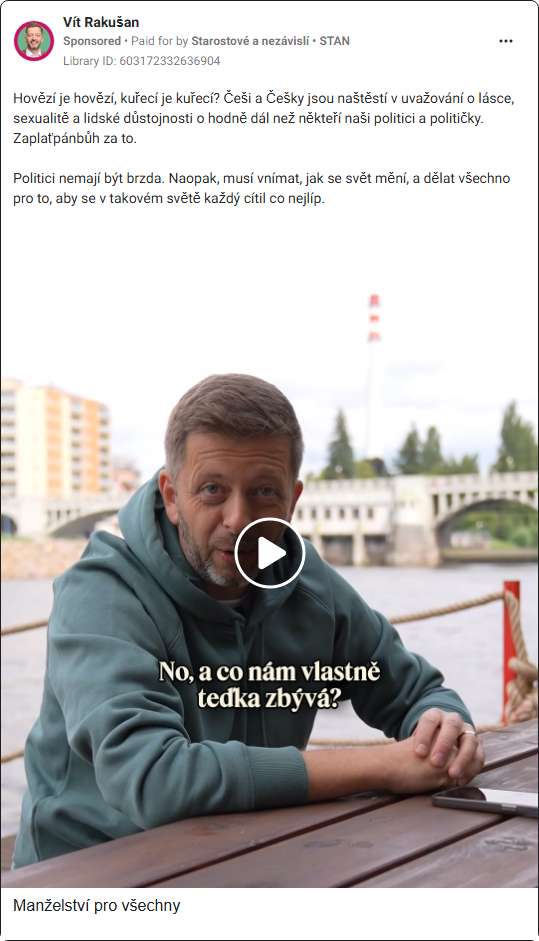 Vít Rakušan
Sponsored • Paid for by Starostové a nezávislí • STAN
Library ID: 603172332636904
Hovězí je hovězí, kuřecí je kuřecí? Češi a Češky jsou naštěstí v uvažování o lásce,
sexualitě a lidské důstojnosti o hodně dál než někteří naši politici a političky.
Zaplaťpánbůh za to.
Politici nemají být brzda. Naopak, musí vnímat, jak se svět mění, a dělat všechno
pro to, aby se v takovém světě každý cítil co nejlíp.
No, a co nám vlastně
teďka zbývá?
Manželství pro všechny